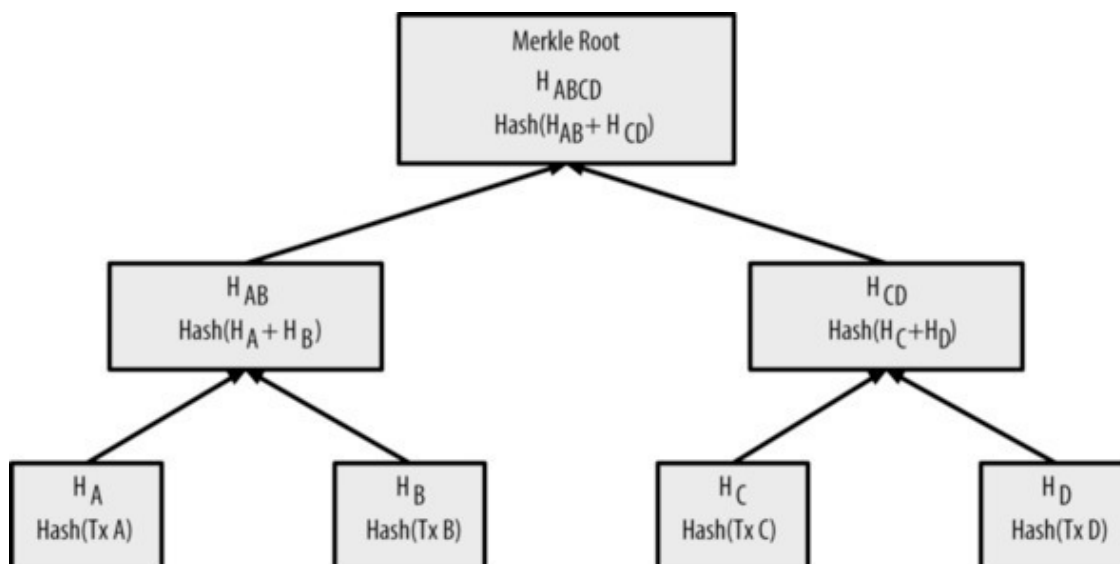 Merkle Root
H ABCD
Hash(H AB + H CD)
H AB
Hash(H A + H B)
H CD
Hash(H C+H D)
H A
Hash(Tx A)
H B
Hash(Tx B)
H C
Hash(Tx C)
H D
Hash(Tx D)